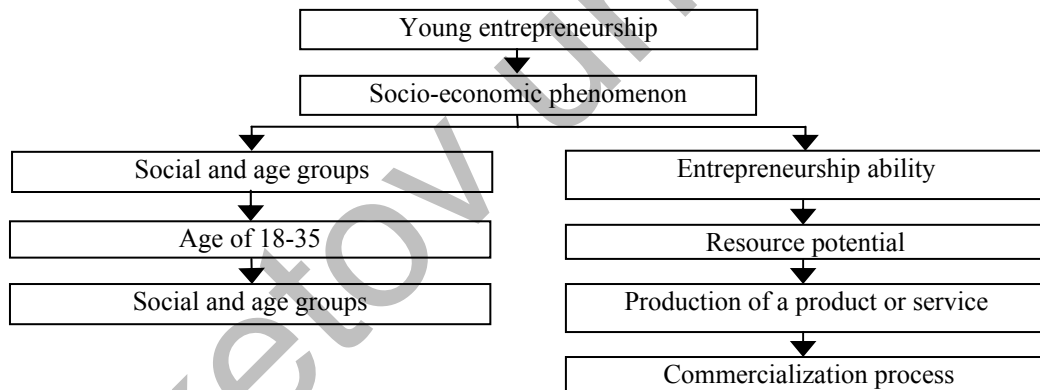 Young entrepreneurship
Socio-economic phenomenon
Social and age groups
Age of 18-35
Social and age groups
Entrepreneurship ability
Resource potential
Production of a product or service
Commercialization process